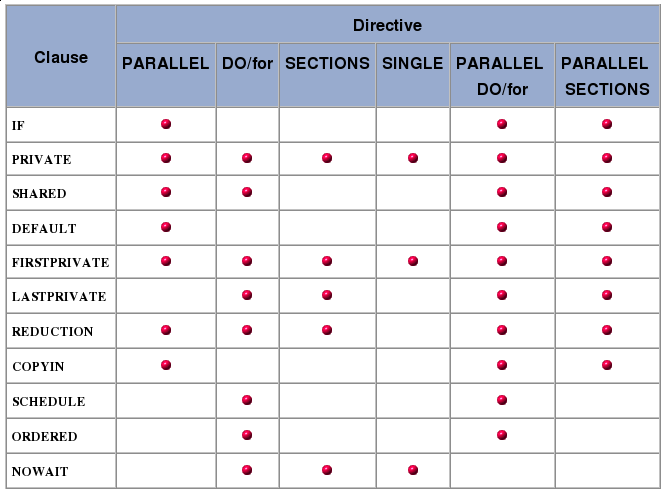 Clause Directive
PARALLEL DO/for SECTIONS SINGLE PARALLEL DO/for PARALLEL SECTIONS
IF
PRIVATE
SHARED
DEFAULT
FIRSTPRIVATE
LASTPRIVATE
REDUCTION
COPYIN
SCHEDULE
ORDERED
NOWAIT